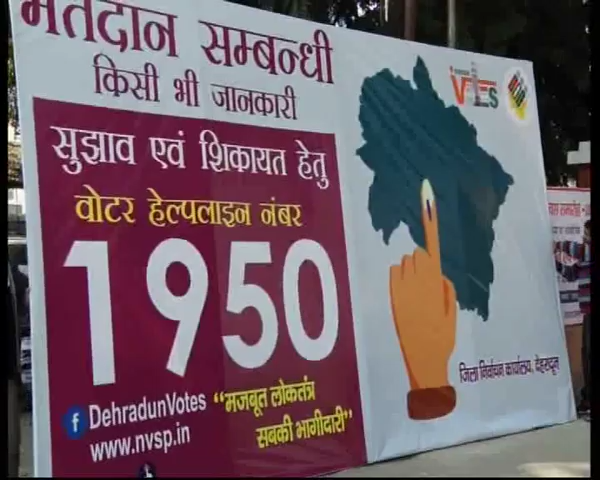 मतदान सम्बन्धी
किसी भी जानकारी
सुझाव एवं शिकायत हेतु
वोटर हेल्पलाइन नंबर
1950
DehradunVotes
www.nvsp.in
"मजबूत लोकतंत्र
सबकी भागीदारी"
जिला निर्वाचन कार्यालय, देहरादून